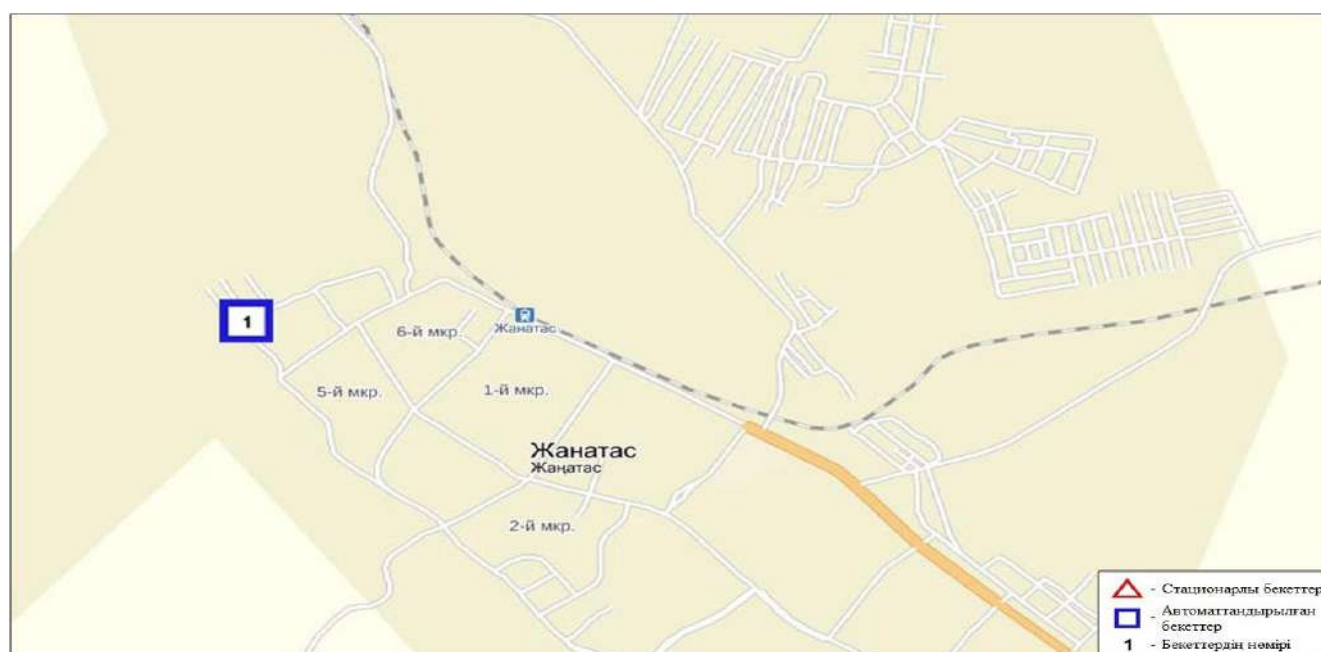 1
6-й мкр.
Жанатас
5-й мкр.
1-й мкр.
Жанатас
Жаңатас
2-й мкр.
- Стационарлы бекеттер
- Автоматтандырылған
бекеттер
1 - Бекеттердің нөмірі